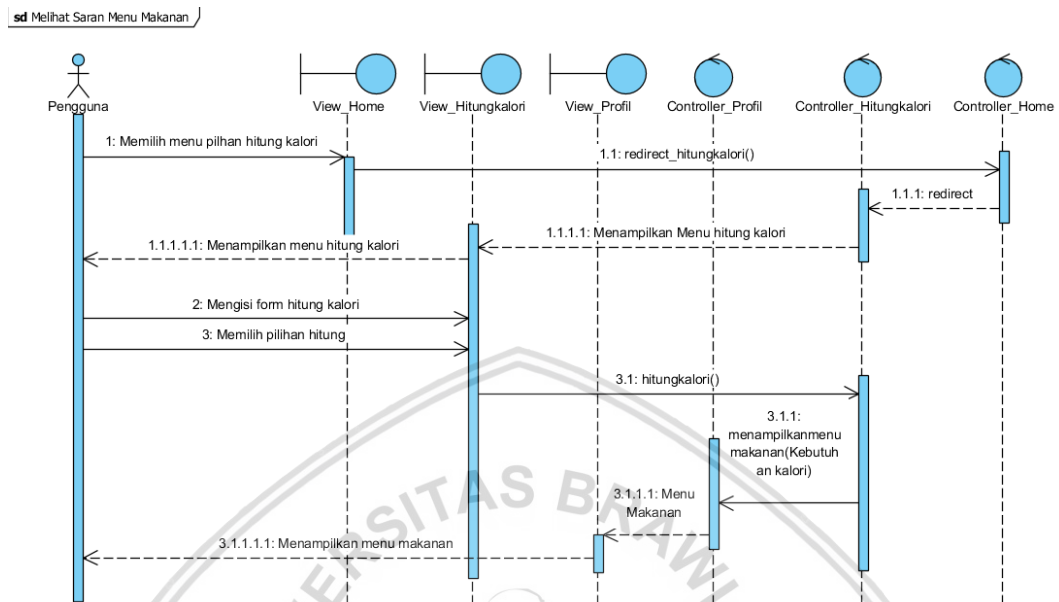 sd Melihat Saran Menu Makanan
Pengguna
View_Home
View_Hitungkalori
View_Profil
Controller_Profil
Controller_Hitungkalori
Controller_Home
1: Memilih menu pilhan hitung kalori
1.1: redirect_hitungkalori()
1.1.1: redirect
1.1.1.1: Menampilkan Menu hitung kalori
1.1.1.1.1: Menampilkan menu hitung kalori
2: Mengisi form hitung kalori
3: Memilih pilihan hitung
3.1: hitungkalori()
3.1.1:
menampilkanmenu
makanan(Kebutuh
an kalori)
3.1.1.1: Menu
Makanan
3.1.1.1.1: Menampilkan menu makanan
ERSITAS BRAWI